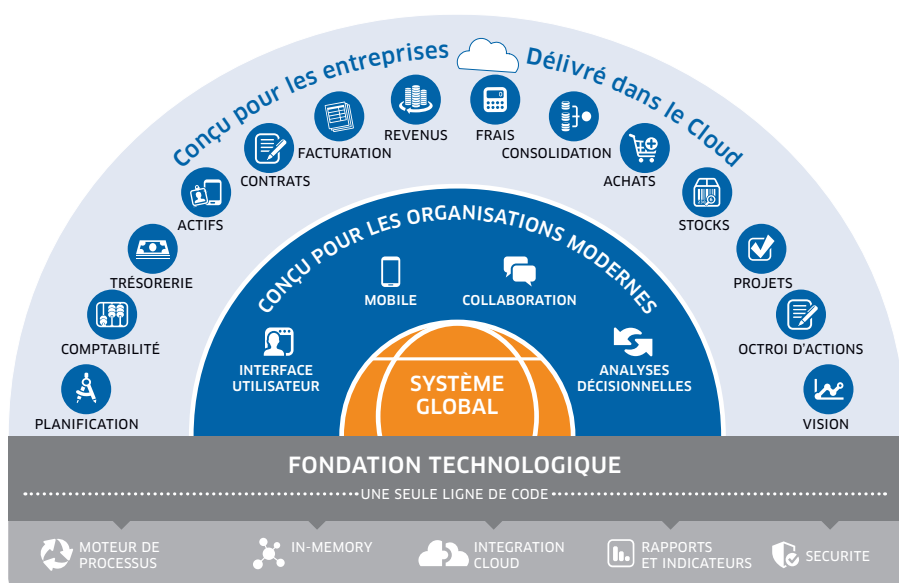 Conçu pour les entreprises
Délivré dans le Cloud
PLANIFICATION
COMPTABILITÉ
TRÉSORERIE
ACTIFS
CONTRATS
FACTURATION
REVENUS
FRAIS
CONSOLIDATION
ACHATS
STOCKS
PROJETS
OCTROI D'ACTIONS
VISION
CONÇU POUR LES ORGANISATIONS MODERNES
INTERFACE
UTILISATEUR
MOBILE
COLLABORATION
ANALYSES
DÉCISIONNELLES
SYSTÈME
GLOBAL
FONDATION TECHNOLOGIQUE
UNE SEULE LIGNE DE CODE
MOTEUR DE
PROCESSUS
IN-MEMORY
INTEGRATION
CLOUD
RAPPORTS
ET INDICATEURS
SECURITE